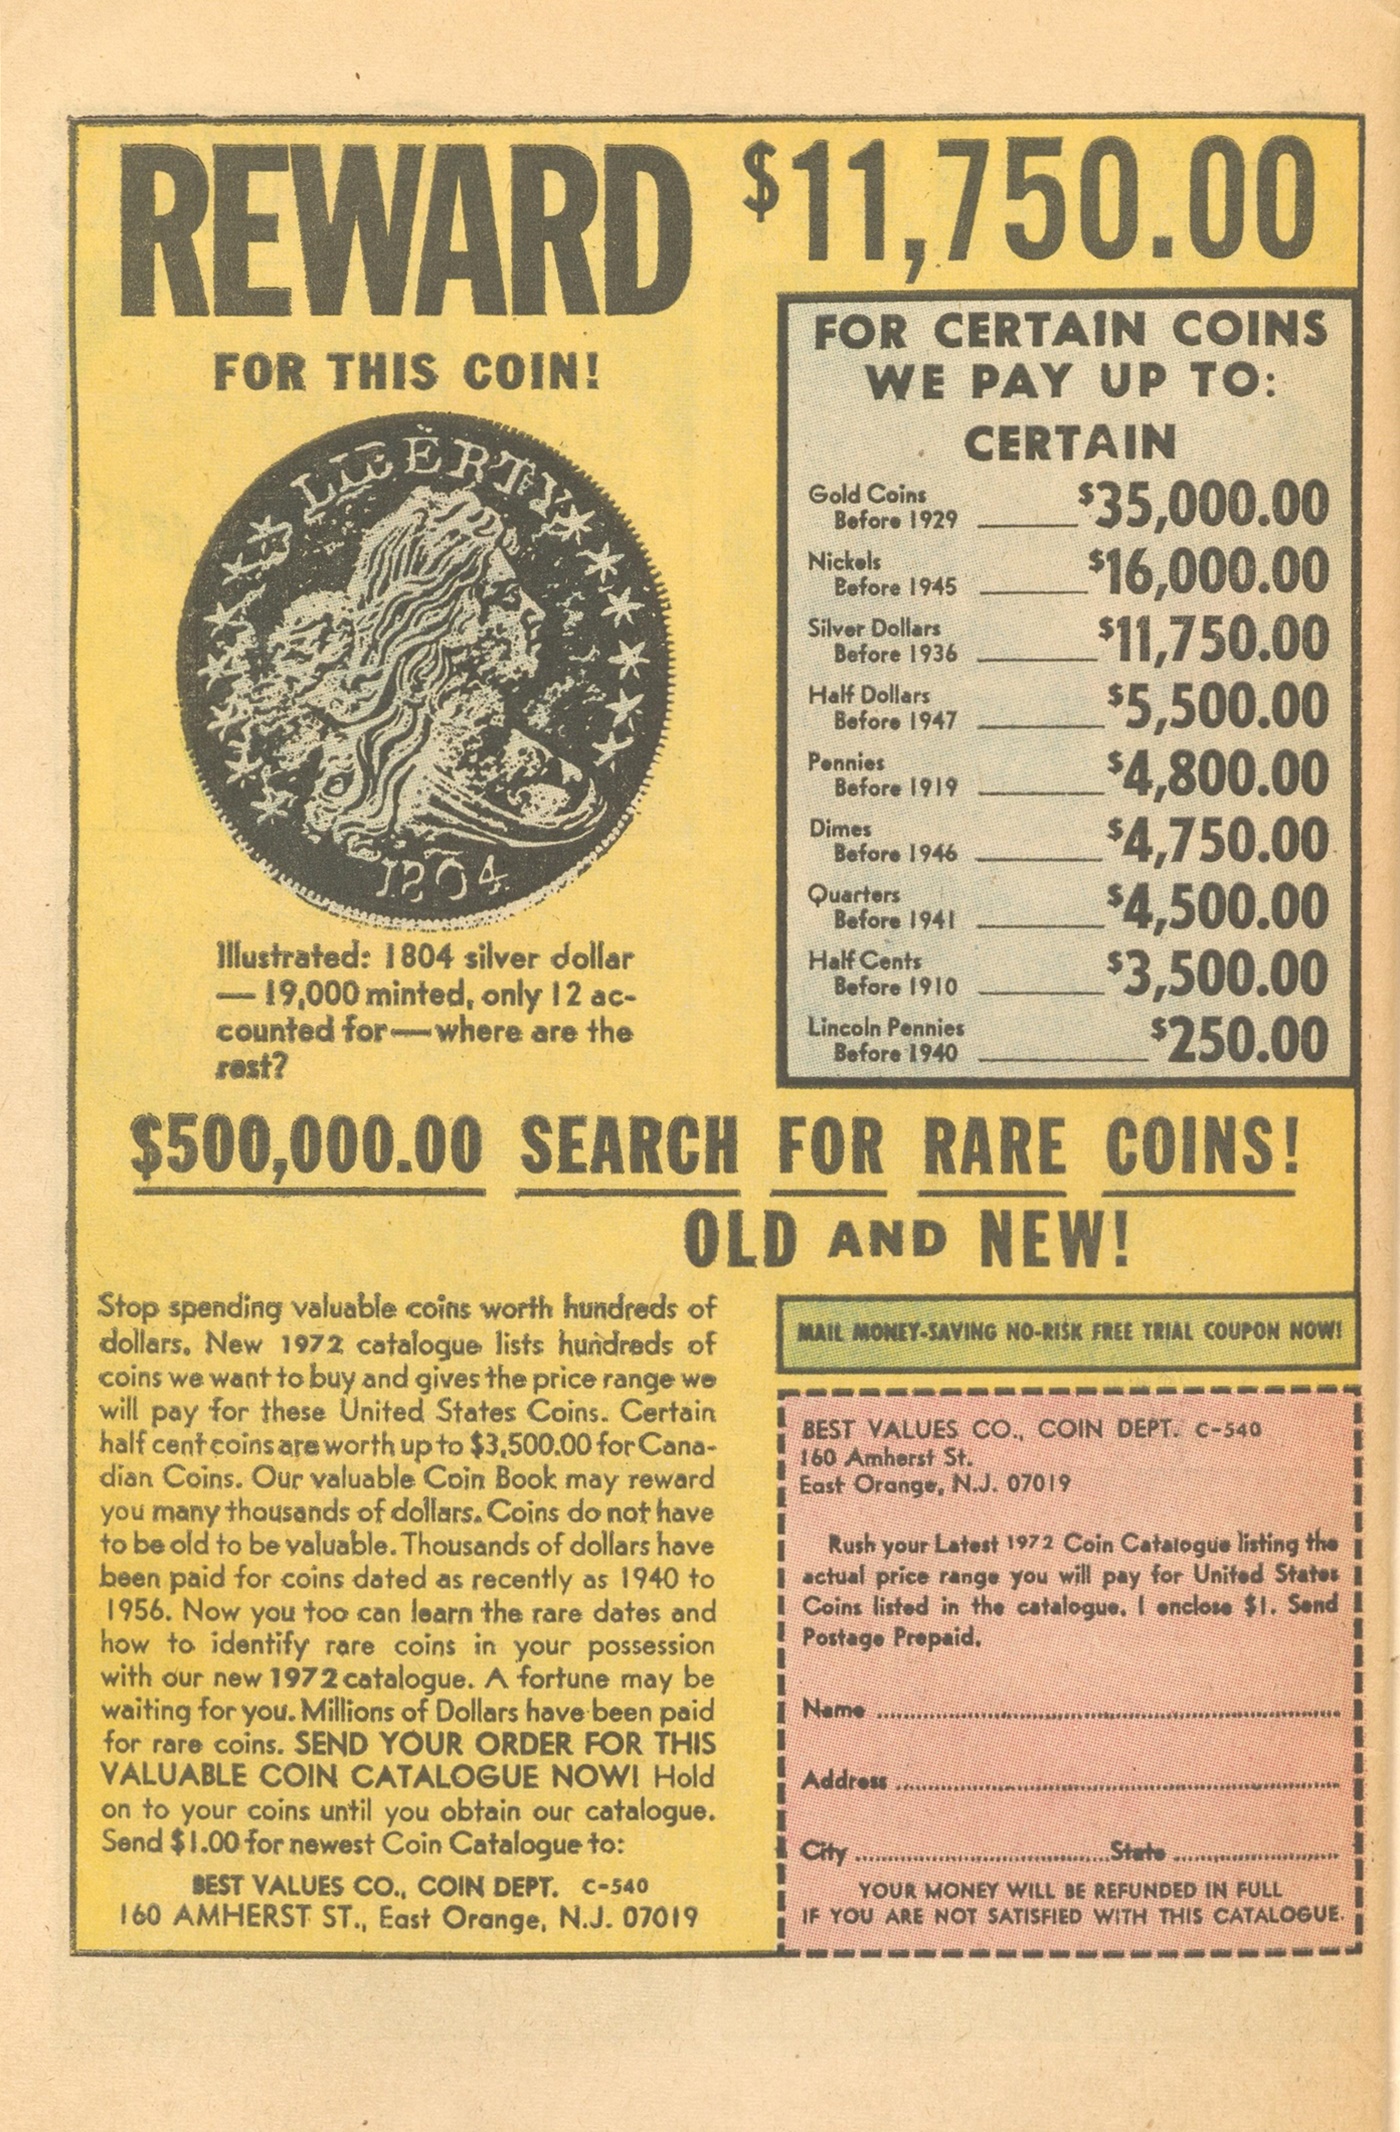 REWARD $11,750.00
FOR THIS COIN!
LIBERTY
1804
Illustrated: 1804 silver dollar
— 19,000 minted, only 12 ac-
counted for—where are the
rest?
FOR CERTAIN COINS
WE PAY UP TO:
CERTAIN
Gold Coins
Before 1929 $35,000.00
Nickels
Before 1945 $16,000.00
Silver Dollars
Before 1936 $11,750.00
Half Dollars
Before 1947 $5,500.00
Pennies
Before 1919 $4,800.00
Dimes
Before 1946 $4,750.00
Quarters
Before 1941 $4,500.00
Half Cents
Before 1910 $3,500.00
Lincoln Pennies
Before 1940 $250.00
$500,000.00 SEARCH FOR RARE COINS!
OLD AND NEW!
Stop spending valuable coins worth hundreds of
dollars. New 1972 catalogue lists hundreds of
coins we want to buy and gives the price range we
will pay for these United States Coins. Certain
half cent coins are worth up to $3,500.00 for Cana-
dian Coins. Our valuable Coin Book may reward
you many thousands of dollars. Coins do not have
to be old to be valuable. Thousands of dollars have
been paid for coins dated as recently as 1940 to
1956. Now you too can learn the rare dates and
how to identify rare coins in your possession
with our new 1972 catalogue. A fortune may be
waiting for you. Millions of Dollars have been paid
for rare coins. SEND YOUR ORDER FOR THIS
VALUABLE COIN CATALOGUE NOW! Hold
on to your coins until you obtain our catalogue.
Send $1.00 for newest Coin Catalogue to:
BEST VALUES CO., COIN DEPT. C-540
160 AMHERST ST., East Orange, N.J. 07019
MAIL MONEY-SAVING NO-RISK FREE TRIAL COUPON NOW!
BEST VALUES CO., COIN DEPT. C-540
160 Amherst St.
East Orange, N.J. 07019
Rush your Latest 1972 Coin Catalogue listing the
actual price range you will pay for United States
Coins listed in the catalogue. I enclose $1. Send
Postage Prepaid.
Name
Address
City State
YOUR MONEY WILL BE REFUNDED IN FULL
IF YOU ARE NOT SATISFIED WITH THIS CATALOGUE.